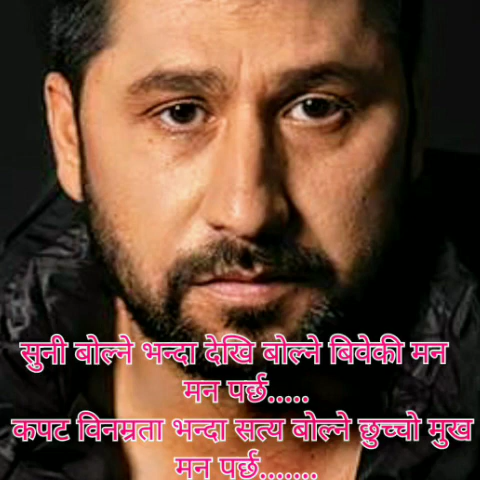 सुनी बोल्ने भन्दा देखि बोल्ने बिवेकी मन
मन पर्छ.....
कपट विनम्रता भन्दा सत्य बोल्ने छुच्चो मुख
मन पर्छ.......